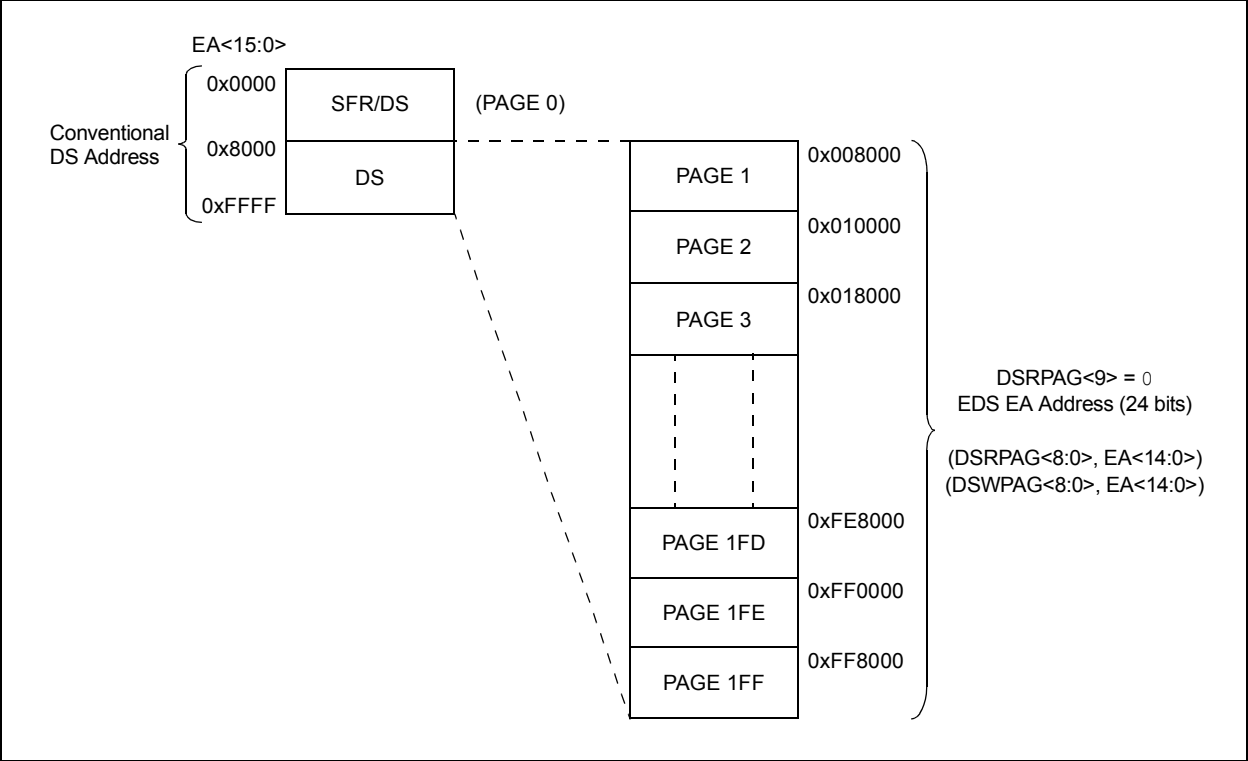 EA<15:0>
0x0000
SFR/DS
(PAGE 0)
Conventional
DS Address
0x8000
DS
0xFFFF
PAGE 1
0x008000
PAGE 2
0x010000
PAGE 3
0x018000
DSRPAG<9> = 0
EDS EA Address (24 bits)
(DSRPAG<8:0>, EA<14:0>)
(DSWPAG<8:0>, EA<14:0>)
PAGE 1FD
0xFE8000
PAGE 1FE
0xFF0000
PAGE 1FF
0xFF8000